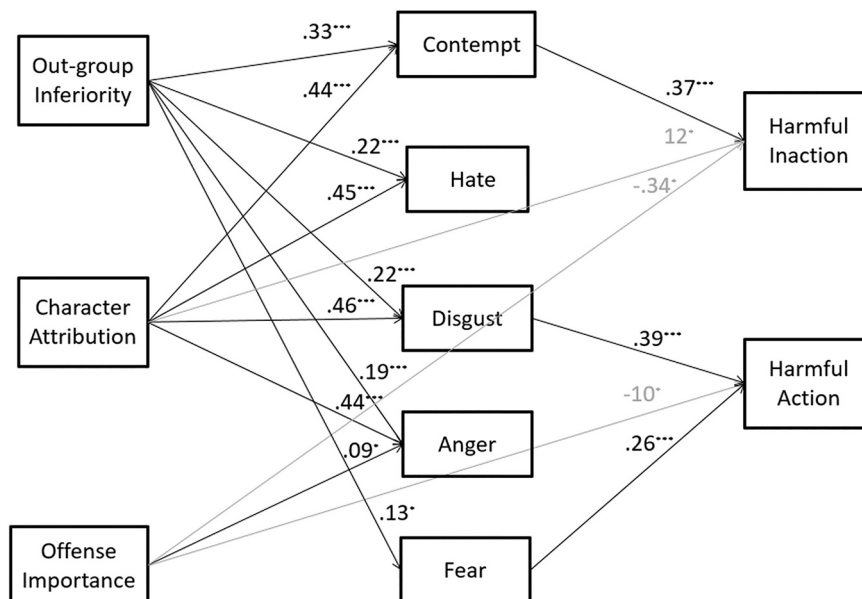 .33***
Contempt
Out-group
Inferiority
.44***
.37***
Harmful
Inaction
.22***
12*
Hate
.45***
-.34*
.22***
Character
Attribution
.46***
Disgust
.39***
Harmful
Action
.19***
-10*
.44***
Anger
.09*
.26***
.13*
Offense
Importance
Fear